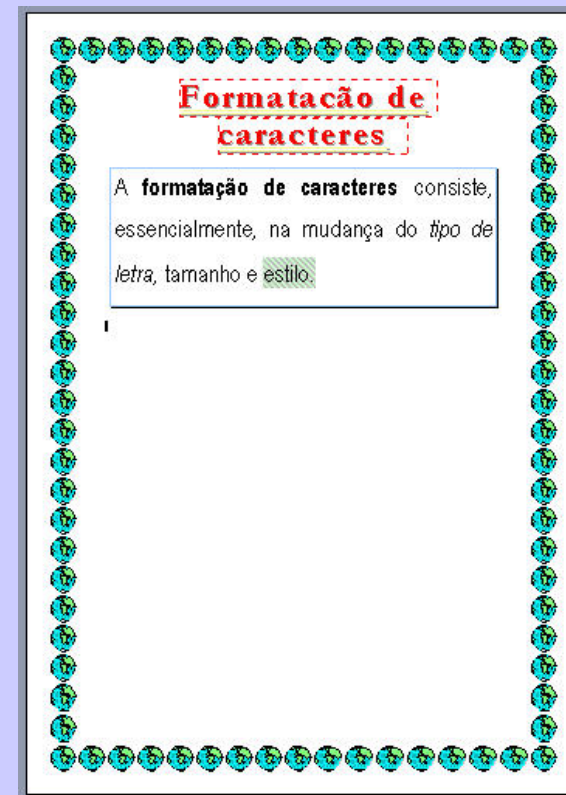 Formatacão de
caracteres
A formatação de caracteres consiste,
essencialmente, na mudança do tipo de
letra, tamanho e estilo.